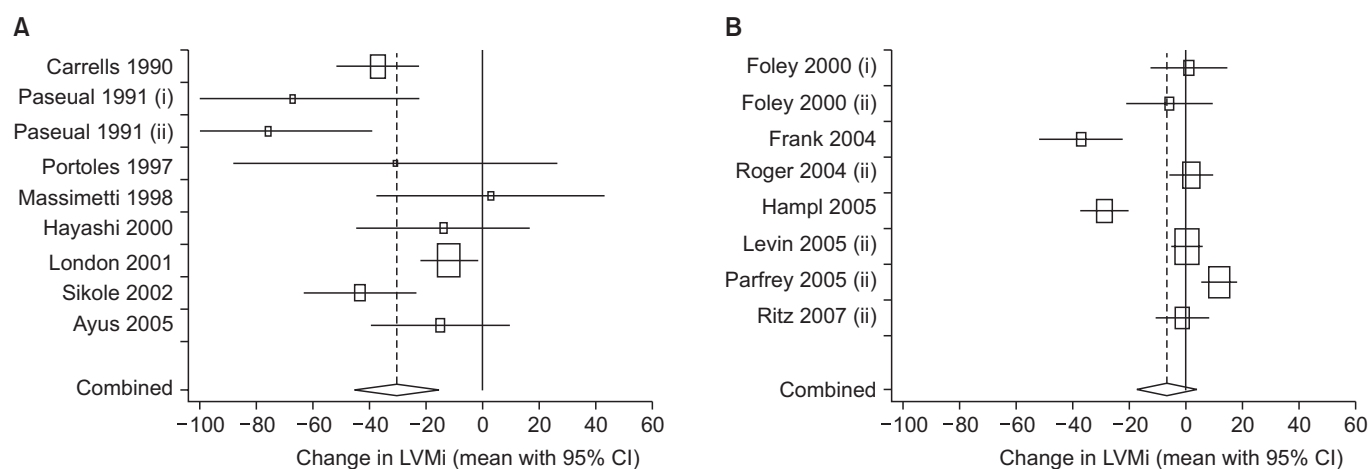 A
Carrells 1990
Paseual 1991 (i)
Paseual 1991 (ii)
Portoles 1997
Massimetti 1998
Hayashi 2000
London 2001
Sikole 2002
Ayus 2005
Combined
−100 −80 −60 −40 −20 0 20 40 60
Change in LVMi (mean with 95% CI)
B
Foley 2000 (i)
Foley 2000 (ii)
Frank 2004
Roger 2004 (ii)
Hampl 2005
Levin 2005 (ii)
Parfrey 2005 (ii)
Ritz 2007 (ii)
Combined
−100 −80 −60 −40 −20 0 20 40 60
Change in LVMi (mean with 95% CI)